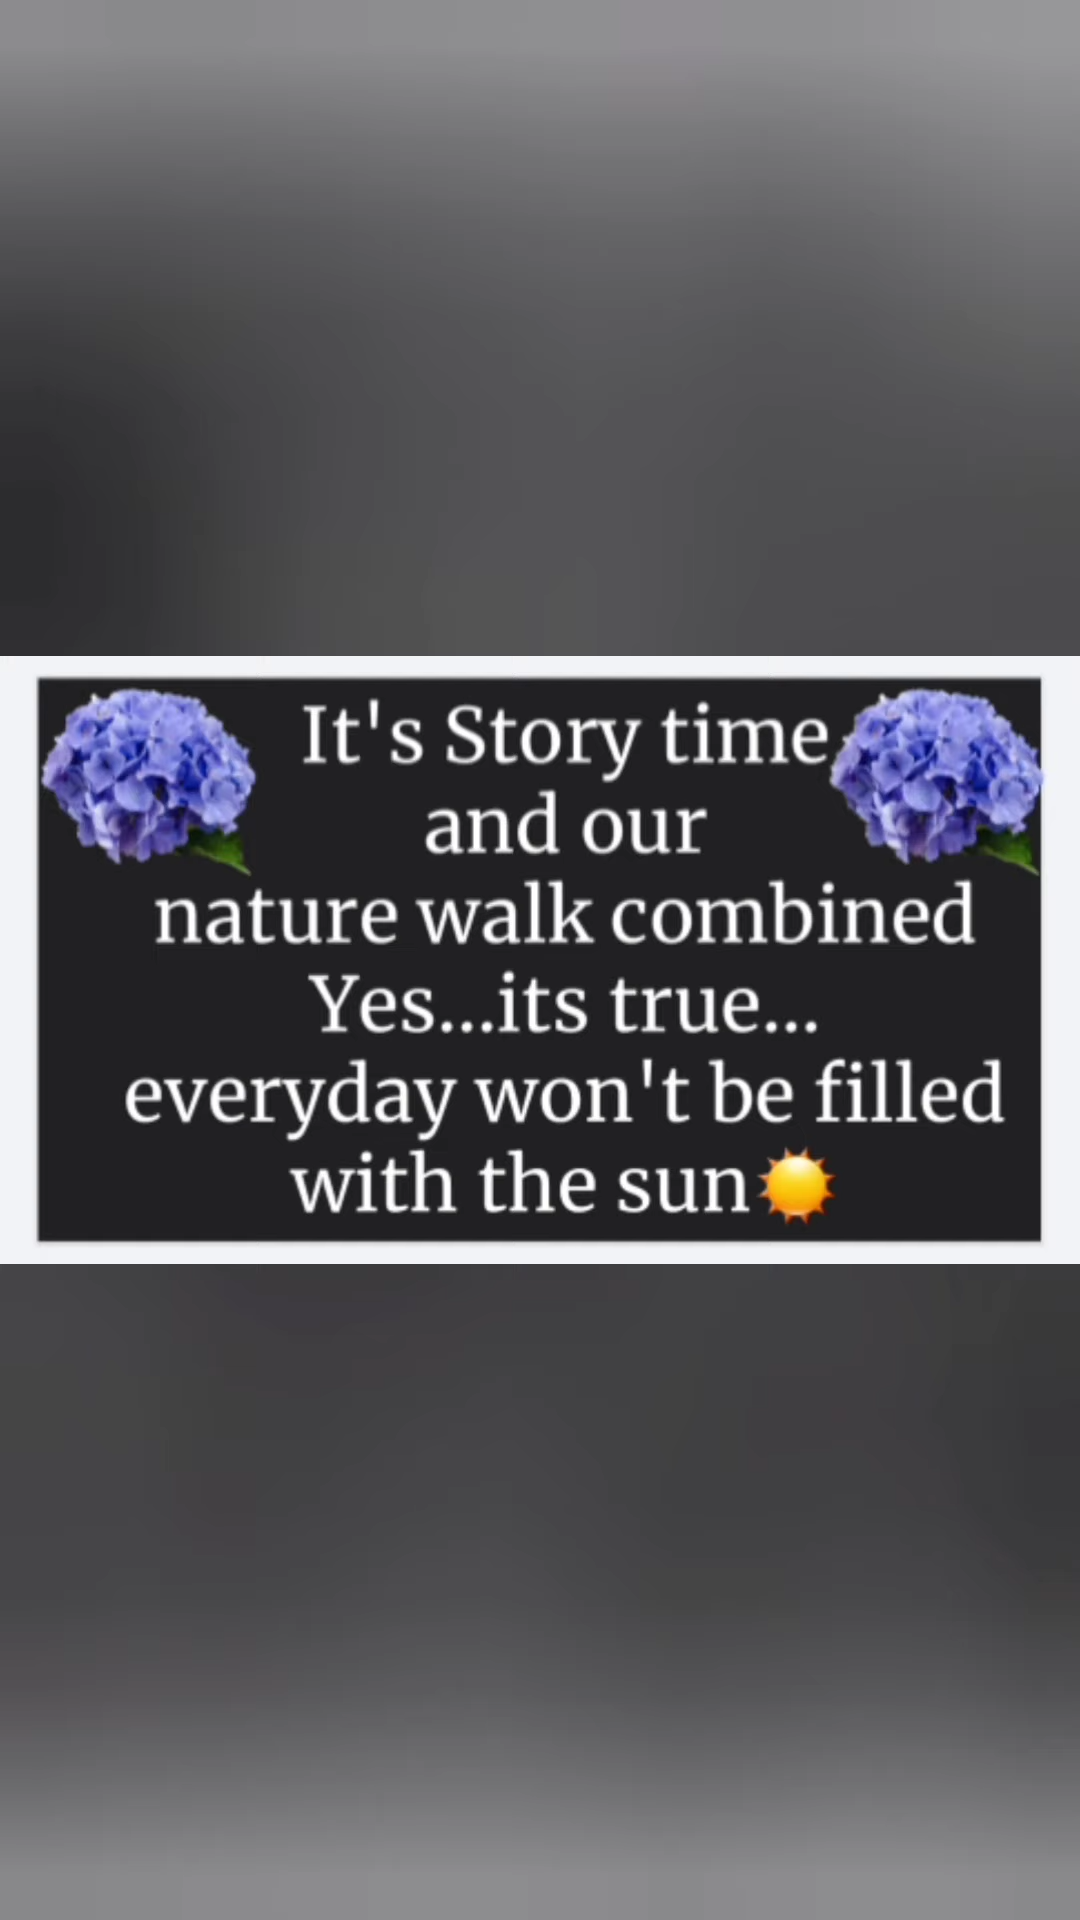 It's Story time
and our
nature walk combined
Yes...its true...
everyday won't be filled
with the sun☀️